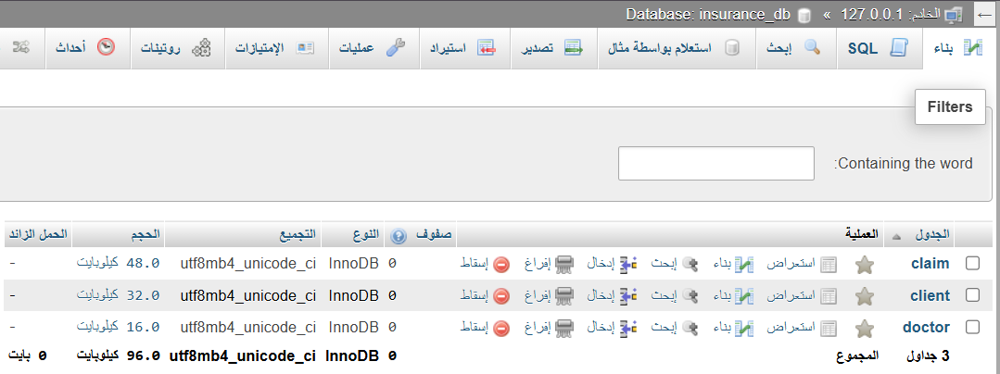 ← الخادم: 127.0.0.1 » Database: insurance_db
بناء SQL إبحث استعلام بواسطة مثال تصدير استيراد عمليات الإمتيازات روتينات أحداث
Filters
Containing the word:
الجدول العملية صفوف النوع التجميع الحجم الحمل الزائد
claim استعراض بناء إبحث إدخال إفراغ إسقاط 0 InnoDB utf8mb4_unicode_ci 48.0 كيلوبايت -
client استعراض بناء إبحث إدخال إفراغ إسقاط 0 InnoDB utf8mb4_unicode_ci 32.0 كيلوبايت -
doctor استعراض بناء إبحث إدخال إفراغ إسقاط 0 InnoDB utf8mb4_unicode_ci 16.0 كيلوبايت -
3 جداول المجموع 0 InnoDB utf8mb4_unicode_ci 96.0 كيلوبايت 0 بايت